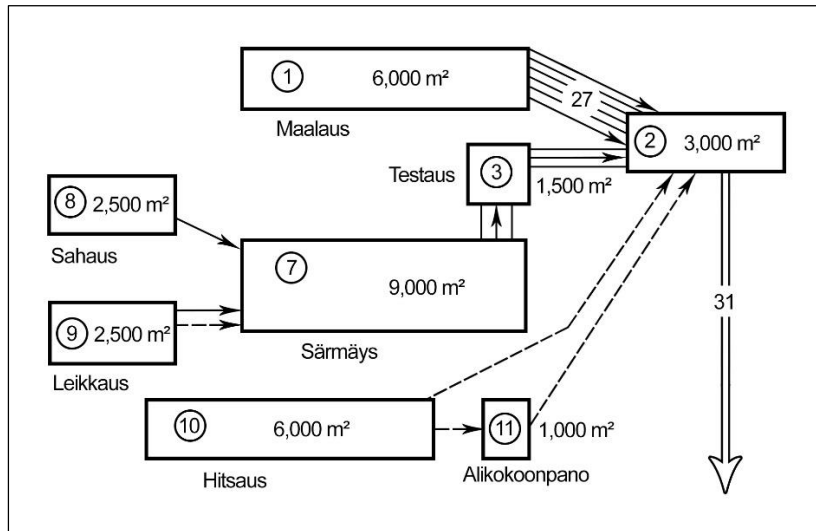 1 6,000 m²
Maalaus
27
2 3,000 m²
Testaus
3
1,500 m²
8 2,500 m²
Sahaus
7
9,000 m²
Särmäys
9 2,500 m²
Leikkaus
31
10 6,000 m²
Hitsaus
11 1,000 m²
Alikokoonpano